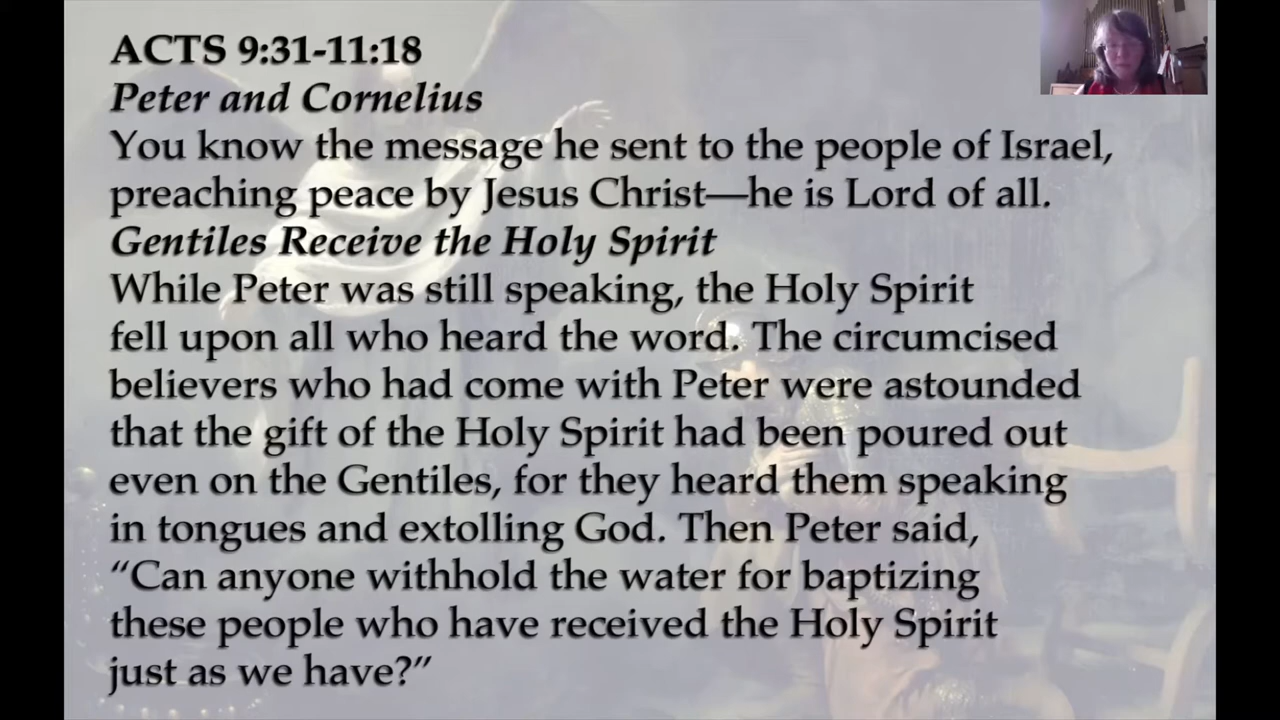 ACTS 9:31-11:18
Peter and Cornelius
You know the message he sent to the people of Israel,
preaching peace by Jesus Christ—he is Lord of all.
Gentiles Receive the Holy Spirit
While Peter was still speaking, the Holy Spirit
fell upon all who heard the word. The circumcised
believers who had come with Peter were astounded
that the gift of the Holy Spirit had been poured out
even on the Gentiles, for they heard them speaking
in tongues and extolling God. Then Peter said,
“Can anyone withhold the water for baptizing
these people who have received the Holy Spirit
just as we have?”